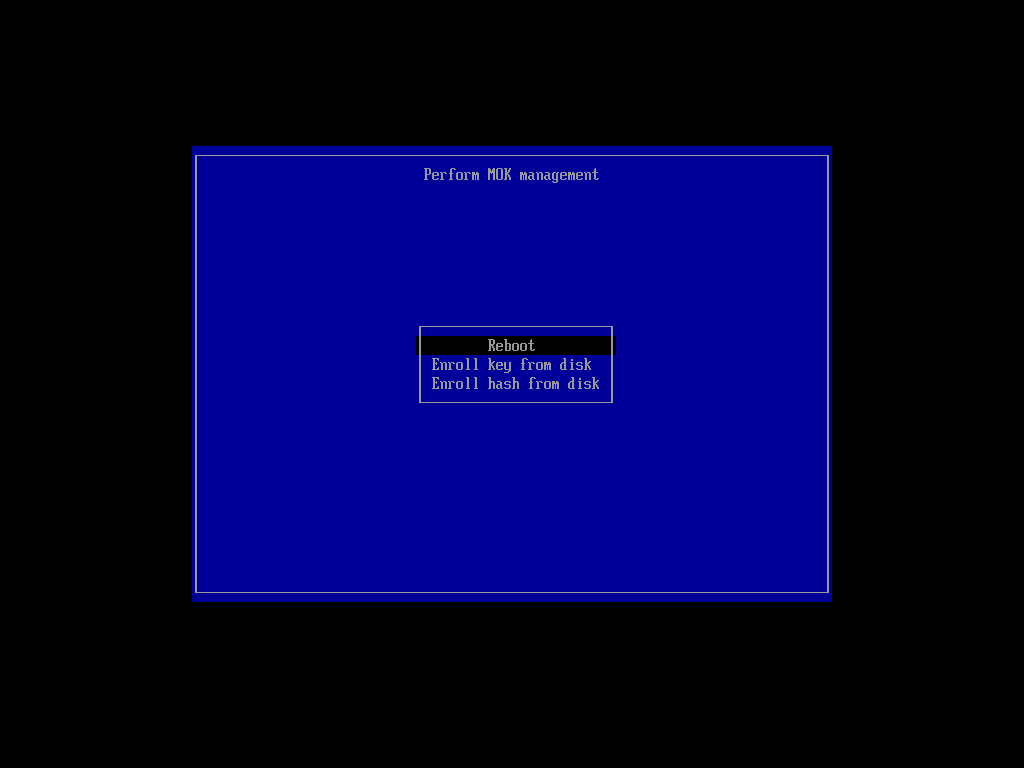 Perform MOK management
Reboot
Enroll key from disk
Enroll hash from disk